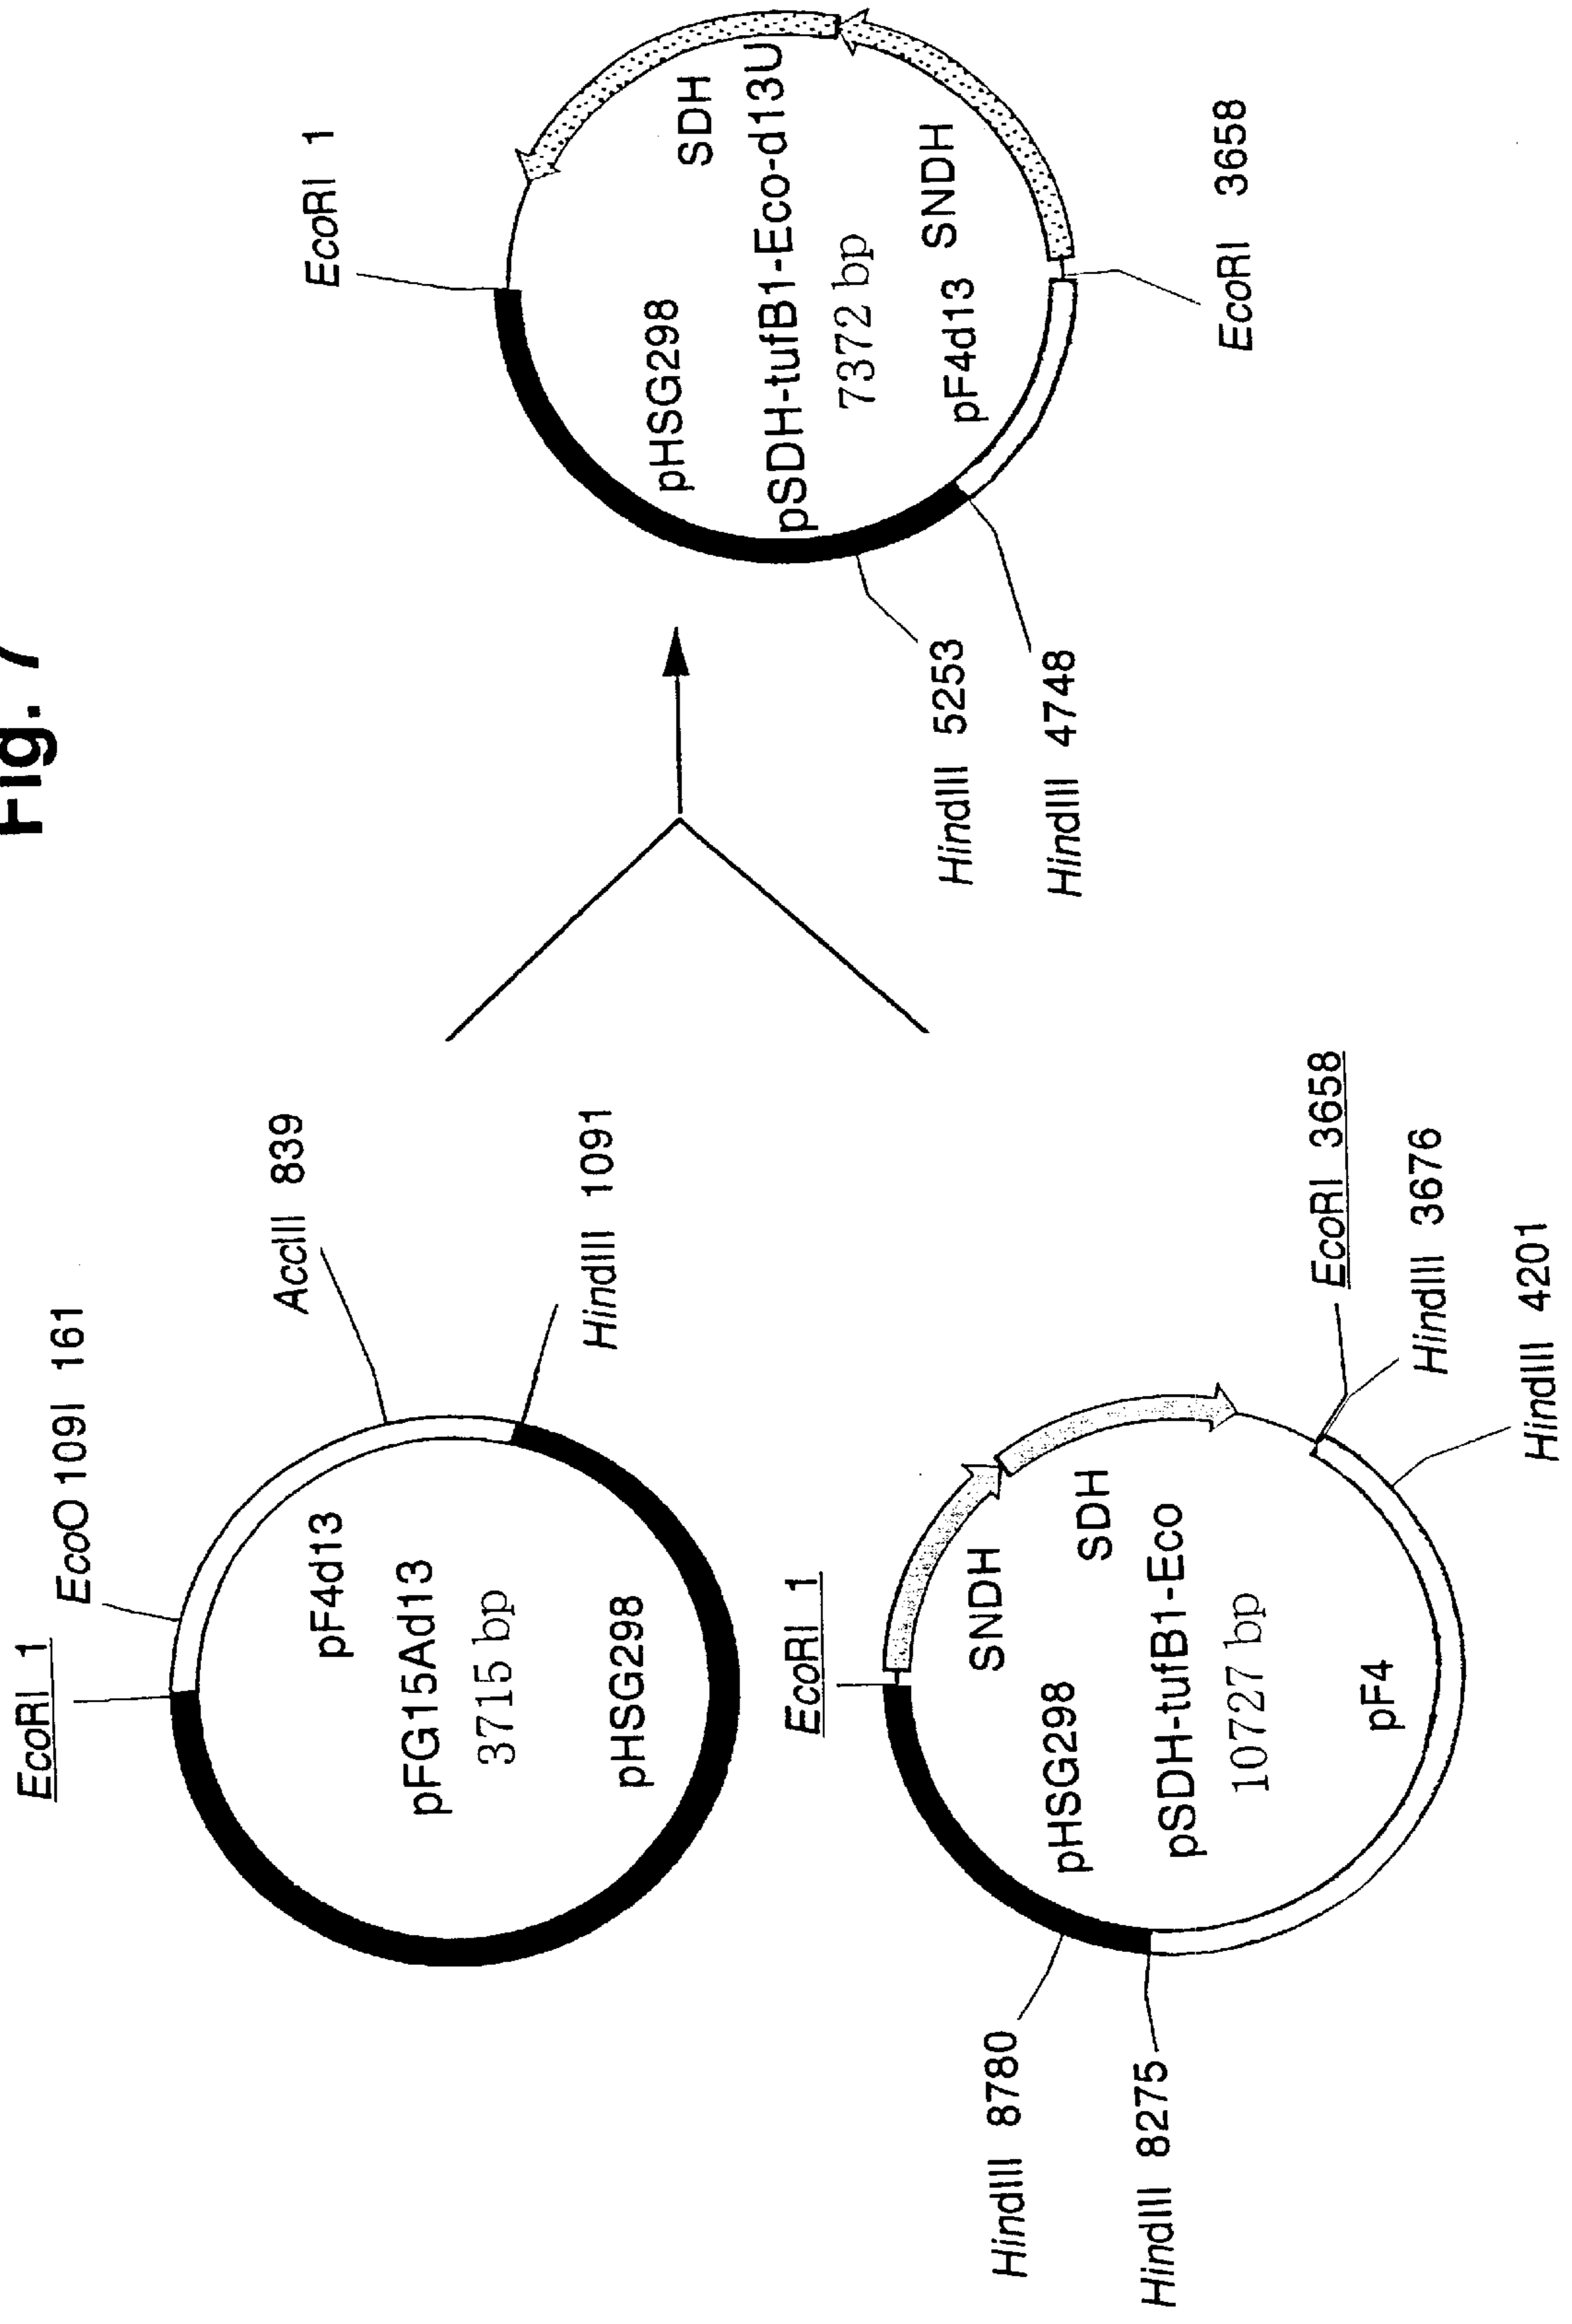 Fig. 7
EcoRI 1
EcoO 109I 161
AccIII 839
HindIII 1091
pF4d13
pFG15Ad13
3715 bp
pHSG298
EcoRI 1
SNDH
SDH
pHSG298
pSDH-tufB1-Eco
10727 bp
pF4
EcoRI 3658
HindIII 3676
HindIII 4201
HindIII 8780
HindIII 8275
EcoRI 1
SDH
pHSG298
pSDH-tufB1-Eco-d13U
7372 bp
SNDH
pF4d13
HindIII 5253
HindIII 4748
EcoRI 3658